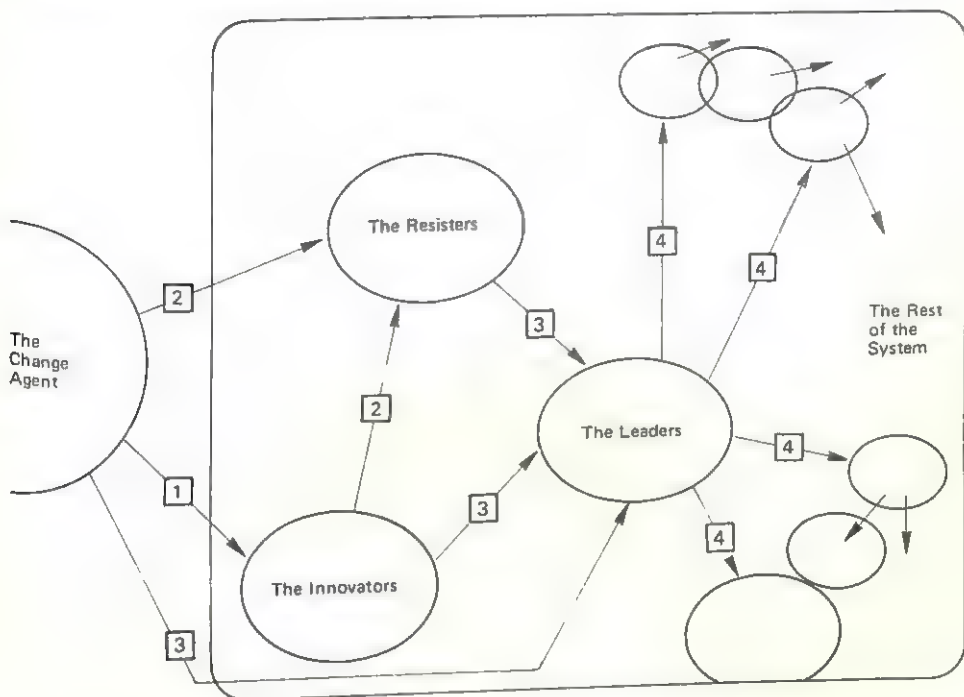 4
4
The Resisters
2
3
The Rest
of the
System
The
Change
Agent
2
The Leaders
4
1
3
4
The Innovators
3